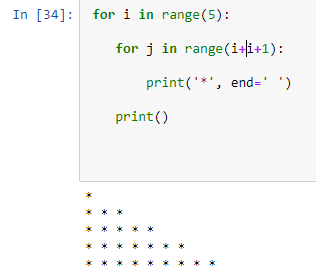 In [34]: for i in range(5):
for j in range(i+i+1):
print('*', end=' ')
print()
*
* * *
* * * * *
* * * * * * *
* * * * * * * * *